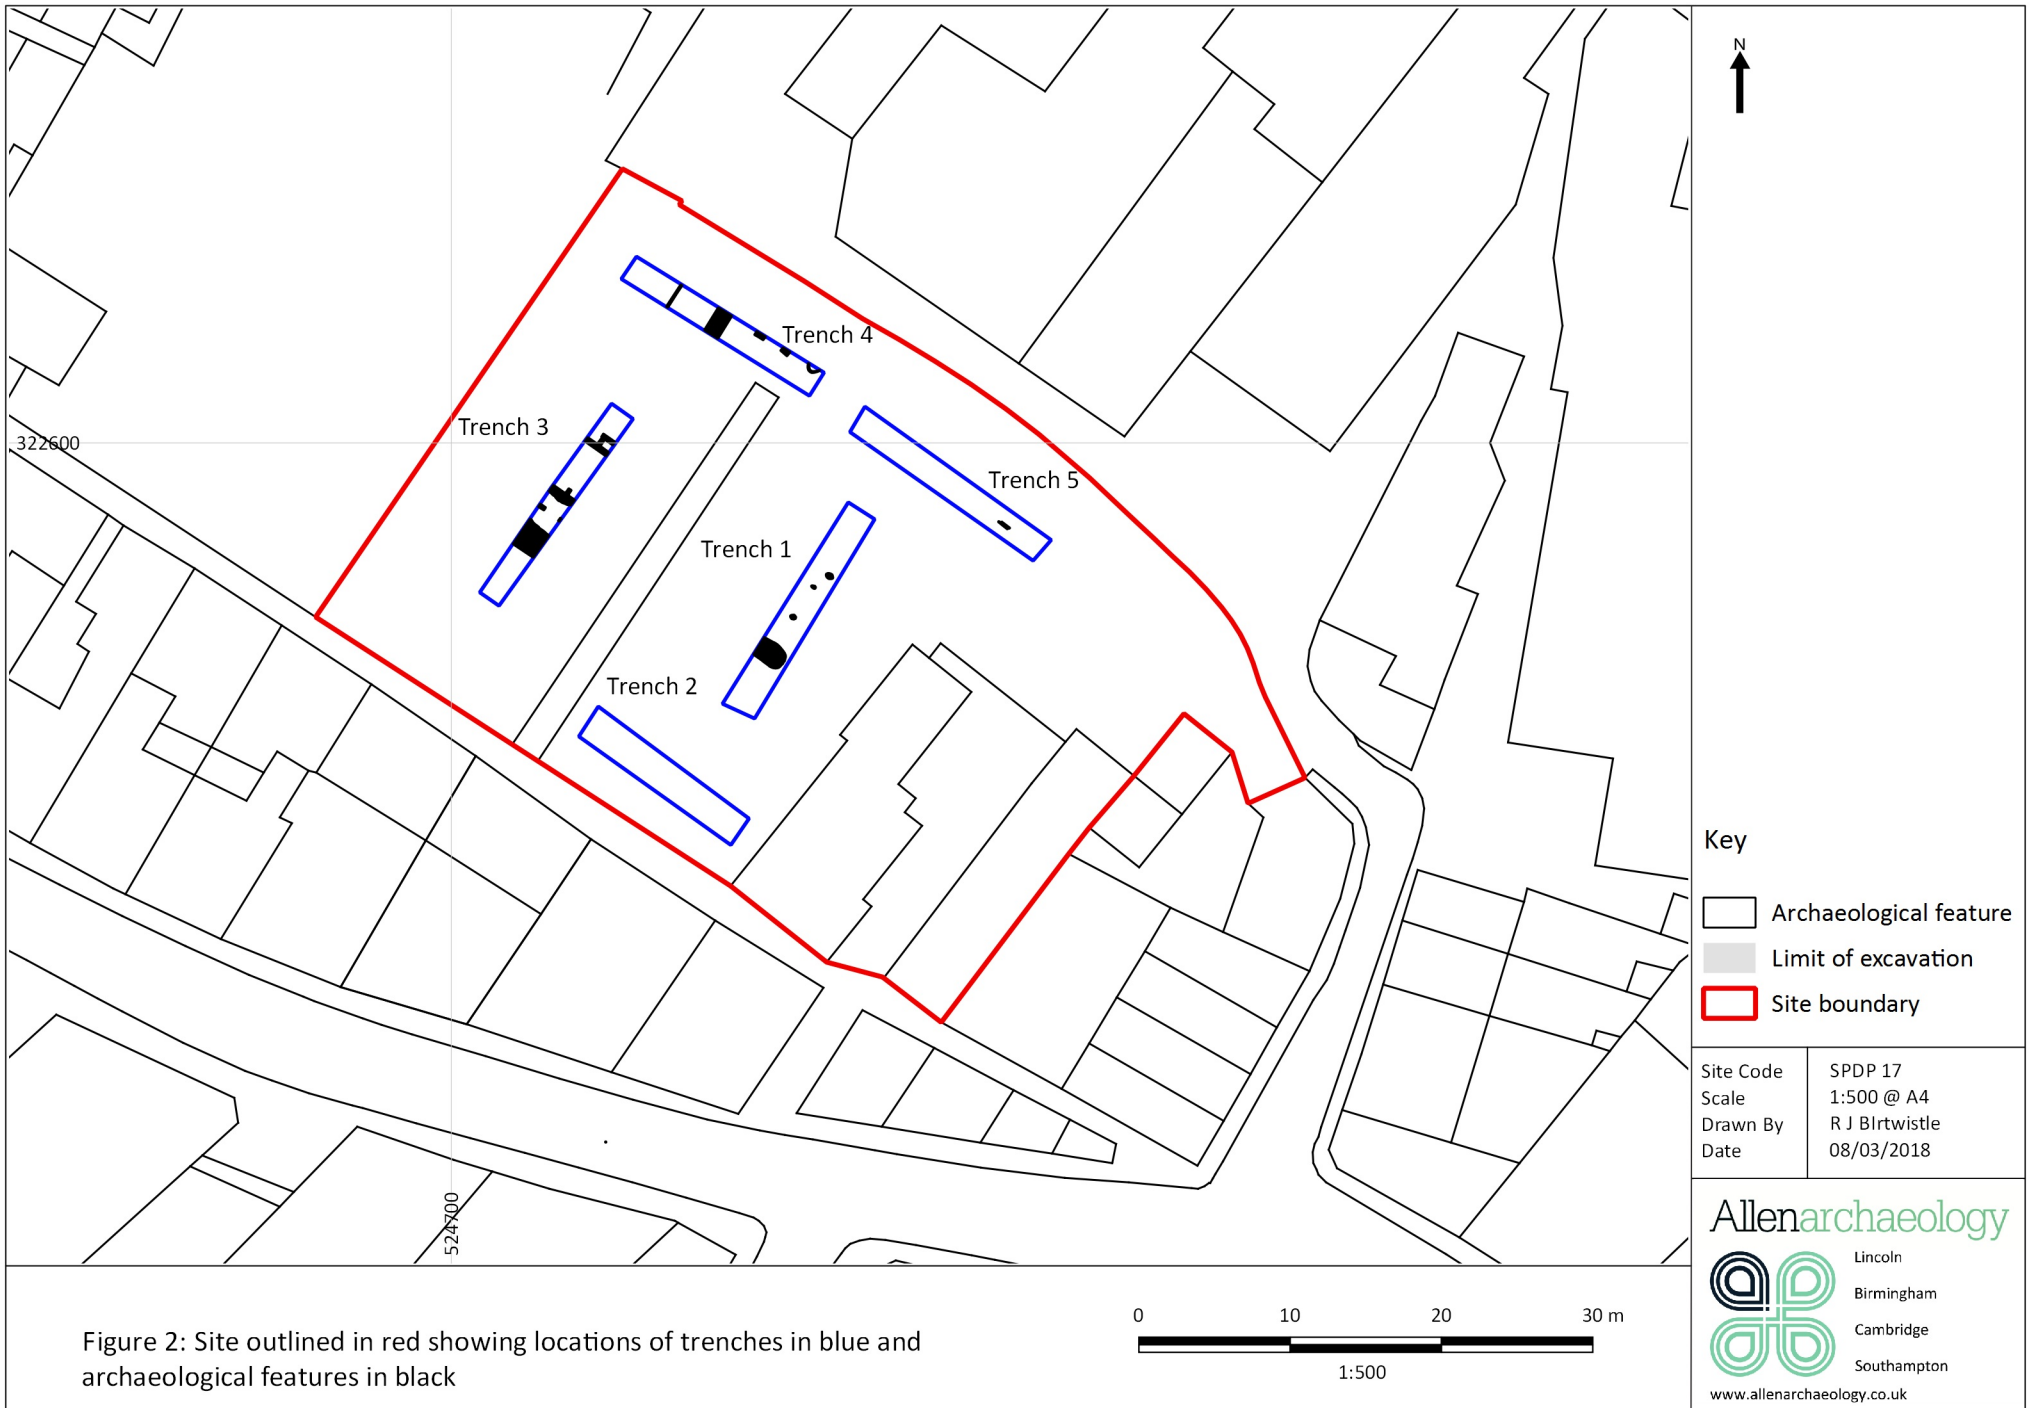 N
Trench 4
Trench 3
322600
Trench 5
Trench 1
Trench 2
524700
Key
Archaeological feature
Limit of excavation
Site boundary
Site Code SPDP 17
Scale 1:500 @ A4
Drawn By R J BIrtwistle
Date 08/03/2018
Allenarchaeology
Lincoln
Birmingham
Cambridge
Southampton
www.allenarchaeology.co.uk
0 10 20 30 m
1:500
Figure 2: Site outlined in red showing locations of trenches in blue and
archaeological features in black